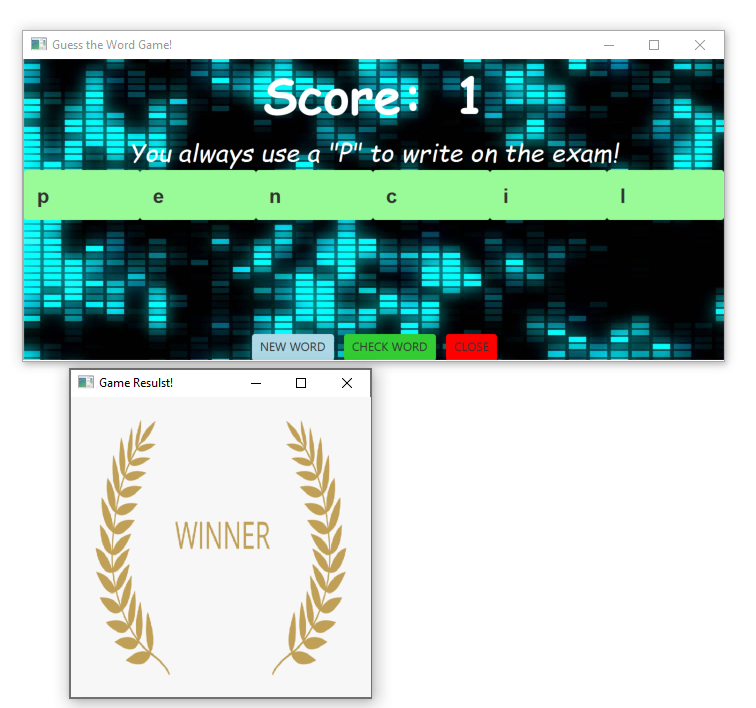 Guess the Word Game!
Score: 1
You always use a "P" to write on the exam!
p e n c i l
NEW WORD CHECK WORD CLOSE
Game Resulst!
WINNER